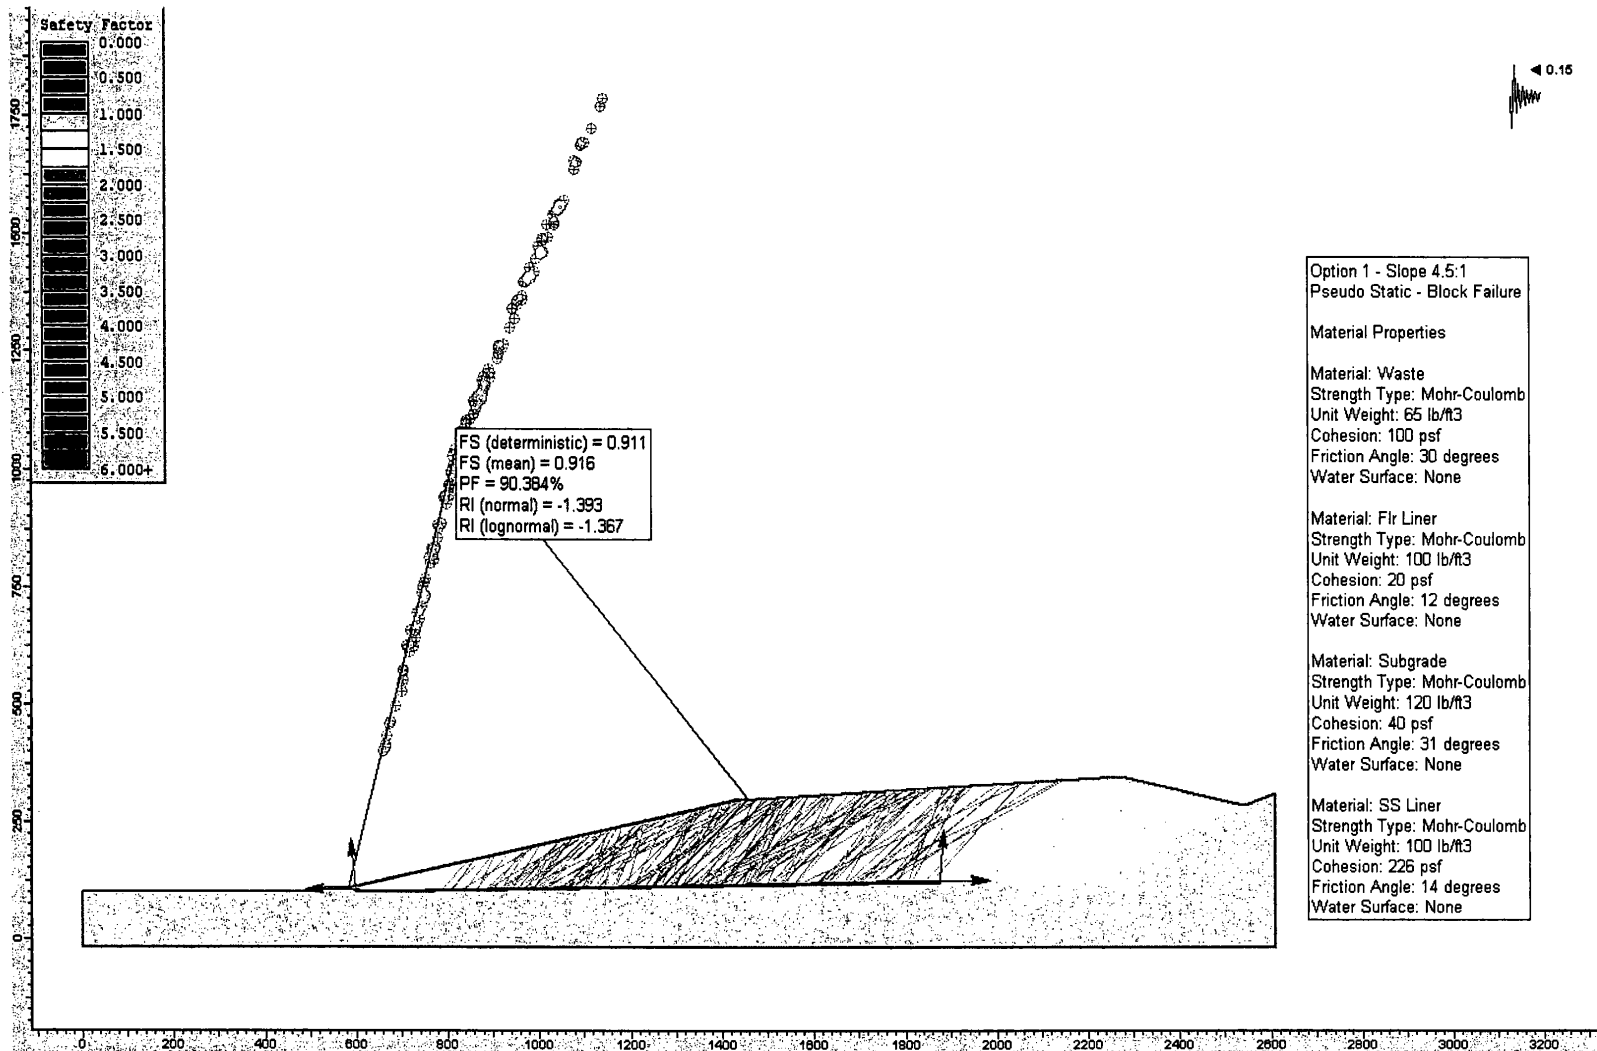 Safety Factor
0.000
0.500
1.000
1.500
2.000
2.500
3.000
3.500
4.000
4.500
5.000
5.500
6.000+
0.15
FS (deterministic) = 0.911
FS (mean) = 0.916
PF = 90.384%
RI (normal) = -1.393
RI (lognormal) = -1.367
Option 1 - Slope 4.5:1
Pseudo Static - Block Failure
Material Properties
Material: Waste
Strength Type: Mohr-Coulomb
Unit Weight: 65 lb/ft3
Cohesion: 100 psf
Friction Angle: 30 degrees
Water Surface: None
Material: Flr Liner
Strength Type: Mohr-Coulomb
Unit Weight: 100 lb/ft3
Cohesion: 20 psf
Friction Angle: 12 degrees
Water Surface: None
Material: Subgrade
Strength Type: Mohr-Coulomb
Unit Weight: 120 lb/ft3
Cohesion: 40 psf
Friction Angle: 31 degrees
Water Surface: None
Material: SS Liner
Strength Type: Mohr-Coulomb
Unit Weight: 100 lb/ft3
Cohesion: 226 psf
Friction Angle: 14 degrees
Water Surface: None
1750
1500
1250
1000
750
500
250
0
0 200 400 600 800 1000 1200 1400 1600 1800 2000 2200 2400 2600 2800 3000 3200